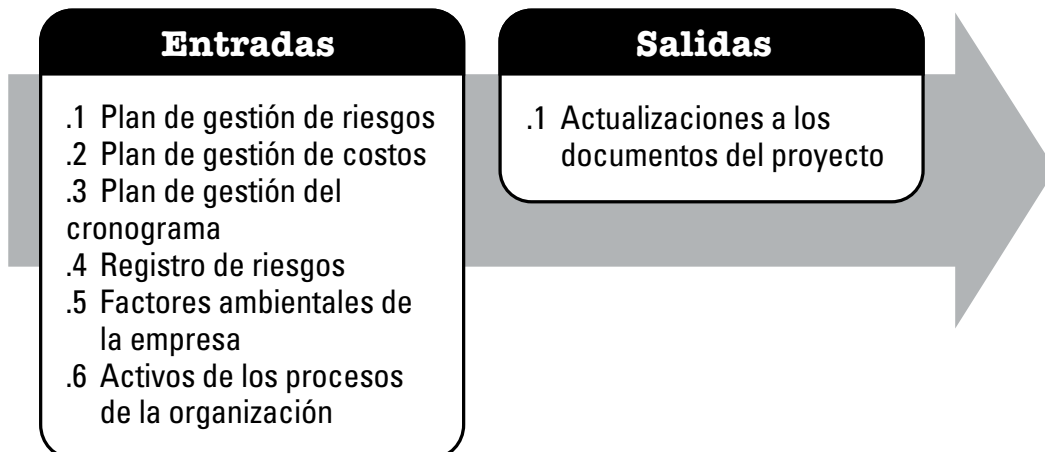 Entradas
.1 Plan de gestión de riesgos
.2 Plan de gestión de costos
.3 Plan de gestión del
cronograma
.4 Registro de riesgos
.5 Factores ambientales de
la empresa
.6 Activos de los procesos
de la organización
Salidas
.1 Actualizaciones a los
documentos del proyecto